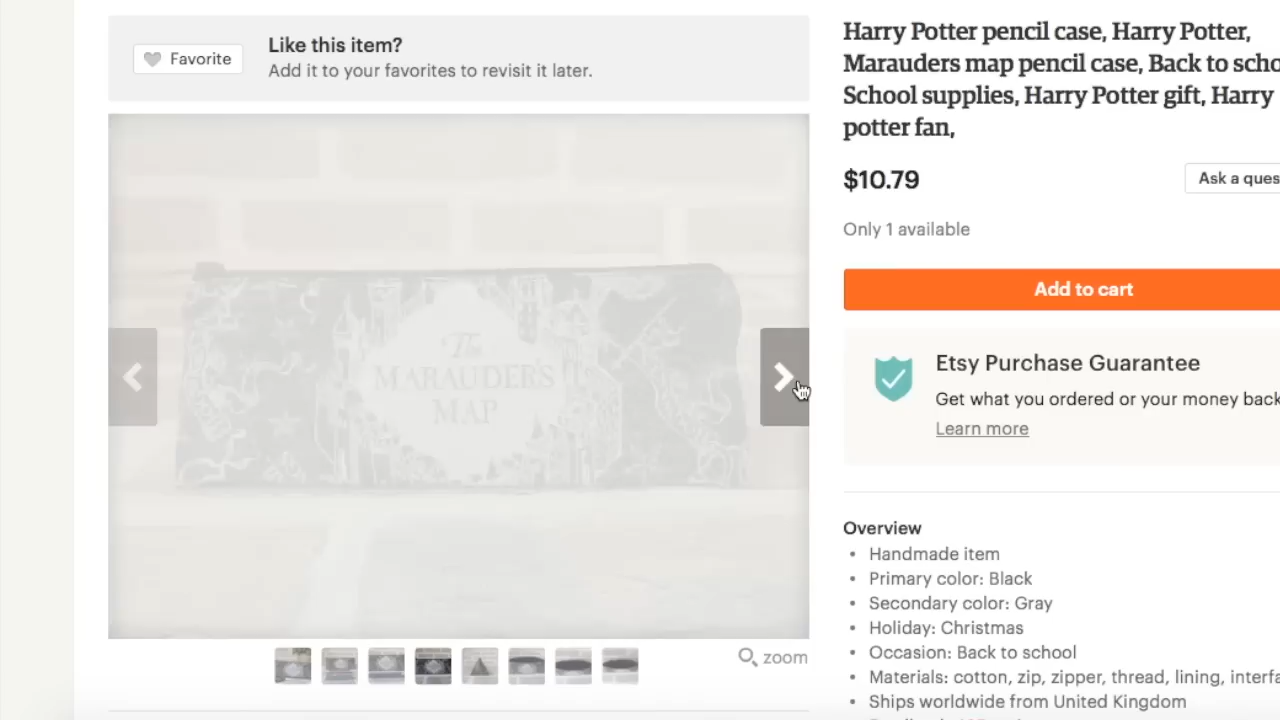 Favorite
Like this item?
Add it to your favorites to revisit it later.
The
MARAUDER'S
MAP
zoom
Harry Potter pencil case, Harry Potter,
Marauders map pencil case, Back to scho
School supplies, Harry Potter gift, Harry
potter fan,
$10.79
Ask a ques
Only 1 available
Add to cart
Etsy Purchase Guarantee
Get what you ordered or your money back
Learn more
Overview
• Handmade item
• Primary color: Black
• Secondary color: Gray
• Holiday: Christmas
• Occasion: Back to school
• Materials: cotton, zip, zipper, thread, lining, interfa
• Ships worldwide from United Kingdom